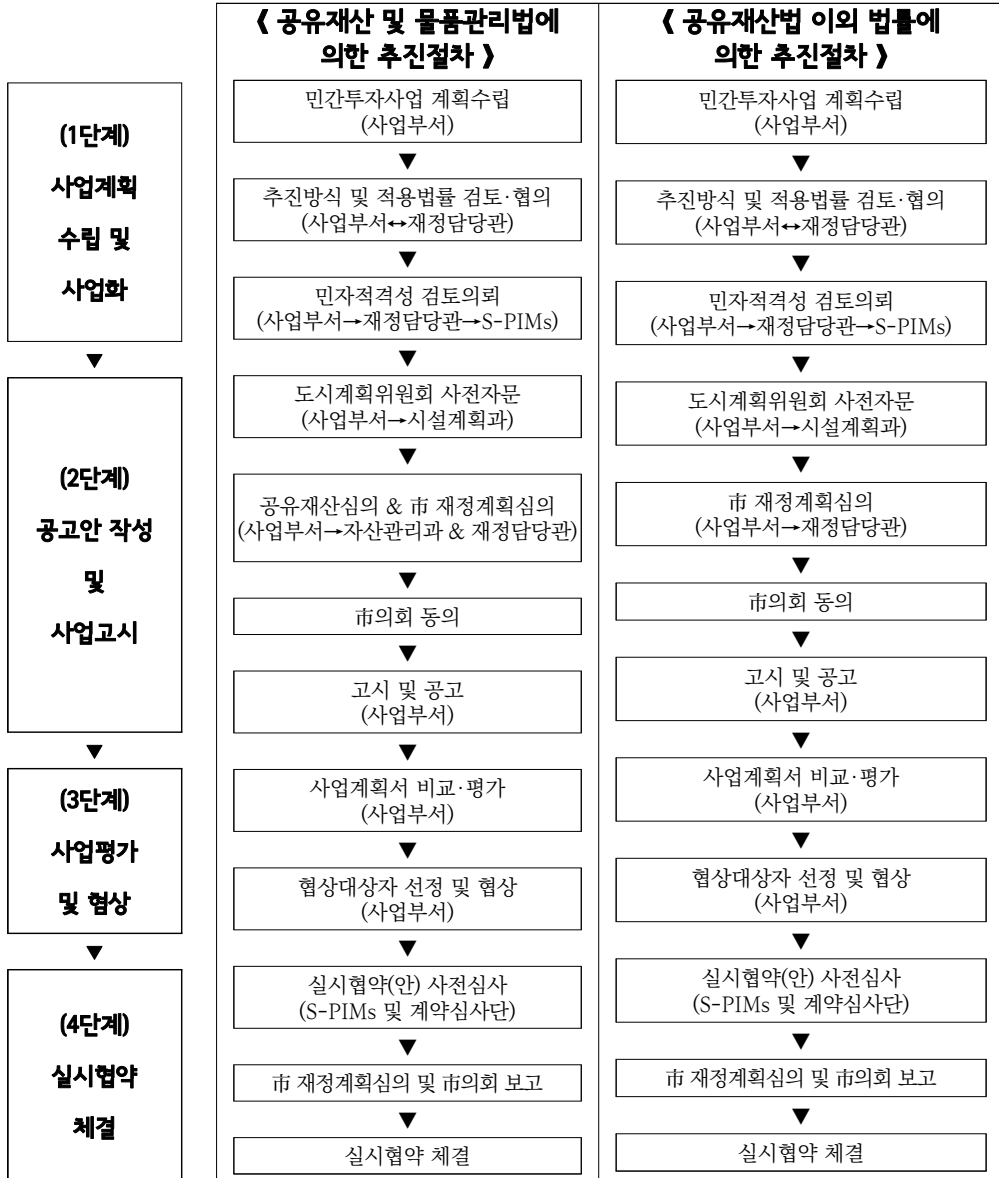 (1단계)
사업계획
수립 및
사업화
▼
(2단계)
공고안 작성
및
사업고시
▼
(3단계)
사업평가
및 협상
▼
(4단계)
실시협약
체결
《 공유재산 및 물품관리법에
의한 추진절차 》
민간투자사업 계획수립
(사업부서)
▼
추진방식 및 적용법률 검토·협의
(사업부서↔재정담당관)
▼
민자적격성 검토의뢰
(사업부서→재정담당관→S-PIMs)
▼
도시계획위원회 사전자문
(사업부서→시설계획과)
▼
공유재산심의 & 市 재정계획심의
(사업부서→자산관리과 & 재정담당관)
▼
市의회 동의
▼
고시 및 공고
(사업부서)
▼
사업계획서 비교·평가
(사업부서)
▼
협상대상자 선정 및 협상
(사업부서)
▼
실시협약(안) 사전심사
(S-PIMs 및 계약심사단)
▼
市 재정계획심의 및 市의회 보고
▼
실시협약 체결
《 공유재산법 이외 법률에
의한 추진절차 》
민간투자사업 계획수립
(사업부서)
▼
추진방식 및 적용법률 검토·협의
(사업부서↔재정담당관)
▼
민자적격성 검토의뢰
(사업부서→재정담당관→S-PIMs)
▼
도시계획위원회 사전자문
(사업부서→시설계획과)
▼
市 재정계획심의
(사업부서→재정담당관)
▼
市의회 동의
▼
고시 및 공고
(사업부서)
▼
사업계획서 비교·평가
(사업부서)
▼
협상대상자 선정 및 협상
(사업부서)
▼
실시협약(안) 사전심사
(S-PIMs 및 계약심사단)
▼
市 재정계획심의 및 市의회 보고
▼
실시협약 체결